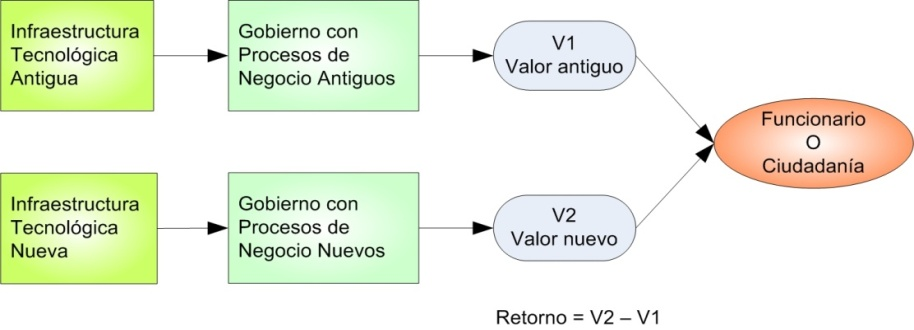 Infraestructura
Tecnológica
Antigua
Gobierno con
Procesos de
Negocio Antiguos
V1
Valor antiguo
Funcionario
O
Ciudadanía
Infraestructura
Tecnológica
Nueva
Gobierno con
Procesos de
Negocio Nuevos
V2
Valor nuevo
Retorno = V2 – V1